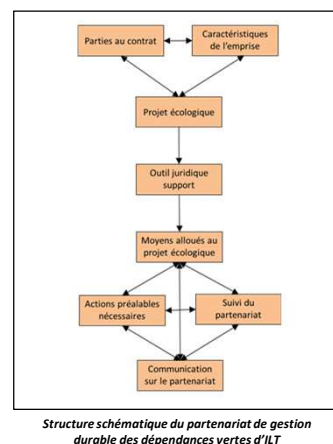 Parties au contrat
Caractéristiques
de l'emprise
Projet écologique
Outil juridique
support
Moyens alloués au
projet écologique
Actions préalables
nécessaires
Suivi du
partenariat
Communication
sur le partenariat
Structure schématique du partenariat de gestion
durable des dépendances vertes d'ILT